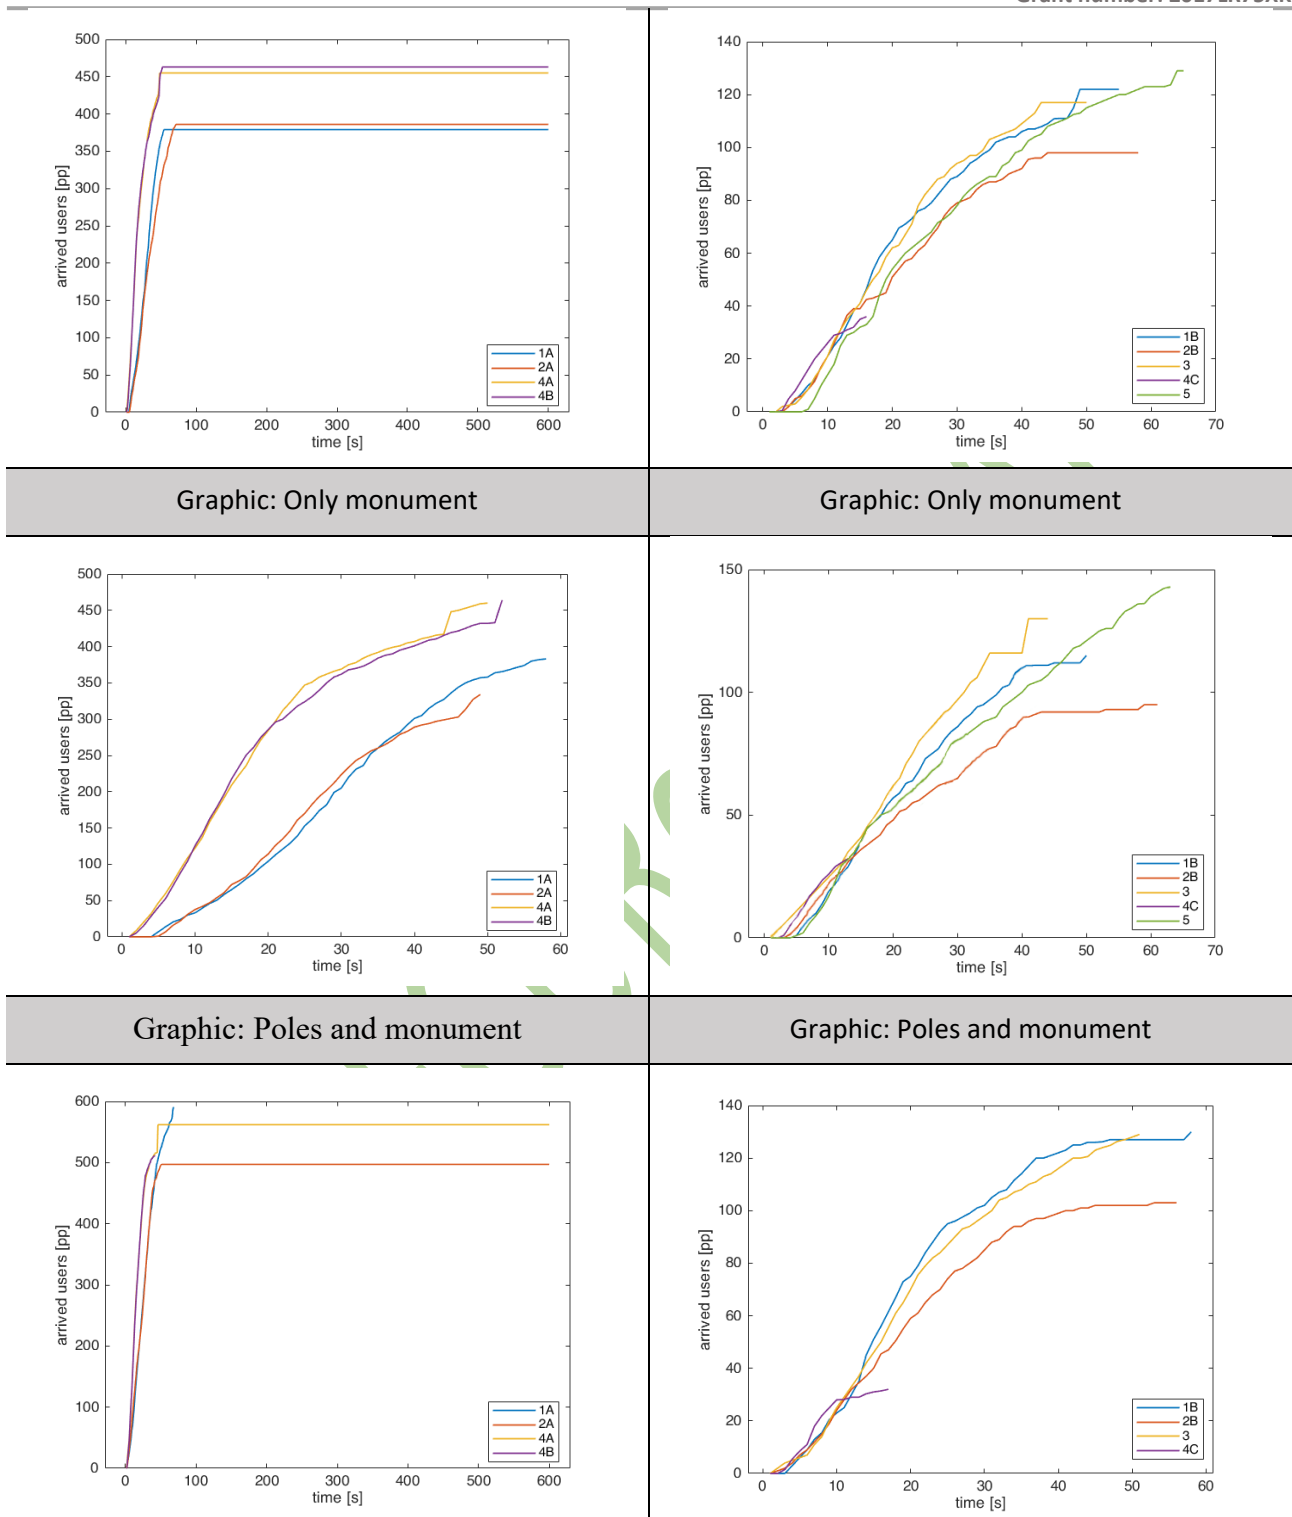 Grant number:
500
450
400
350
300
250
200
150
100
50
0
arrived users [pp]
0 100 200 300 400 500 600
time [s]
1A
2A
4A
4B
140
120
100
80
60
40
20
0
arrived users [pp]
0 10 20 30 40 50 60 70
time [s]
1B
2B
3
4C
5
Graphic: Only monument
Graphic: Only monument
500
450
400
350
300
250
200
150
100
50
0
arrived users [pp]
0 10 20 30 40 50 60
time [s]
1A
2A
4A
4B
150
100
50
0
arrived users [pp]
0 10 20 30 40 50 60 70
time [s]
1B
2B
3
4C
5
Graphic: Poles and monument
Graphic: Poles and monument
600
500
400
300
200
100
0
arrived users [pp]
0 100 200 300 400 500 600
time [s]
1A
2A
4A
4B
140
120
100
80
60
40
20
0
arrived users [pp]
0 10 20 30 40 50 60
time [s]
1B
2B
3
4C